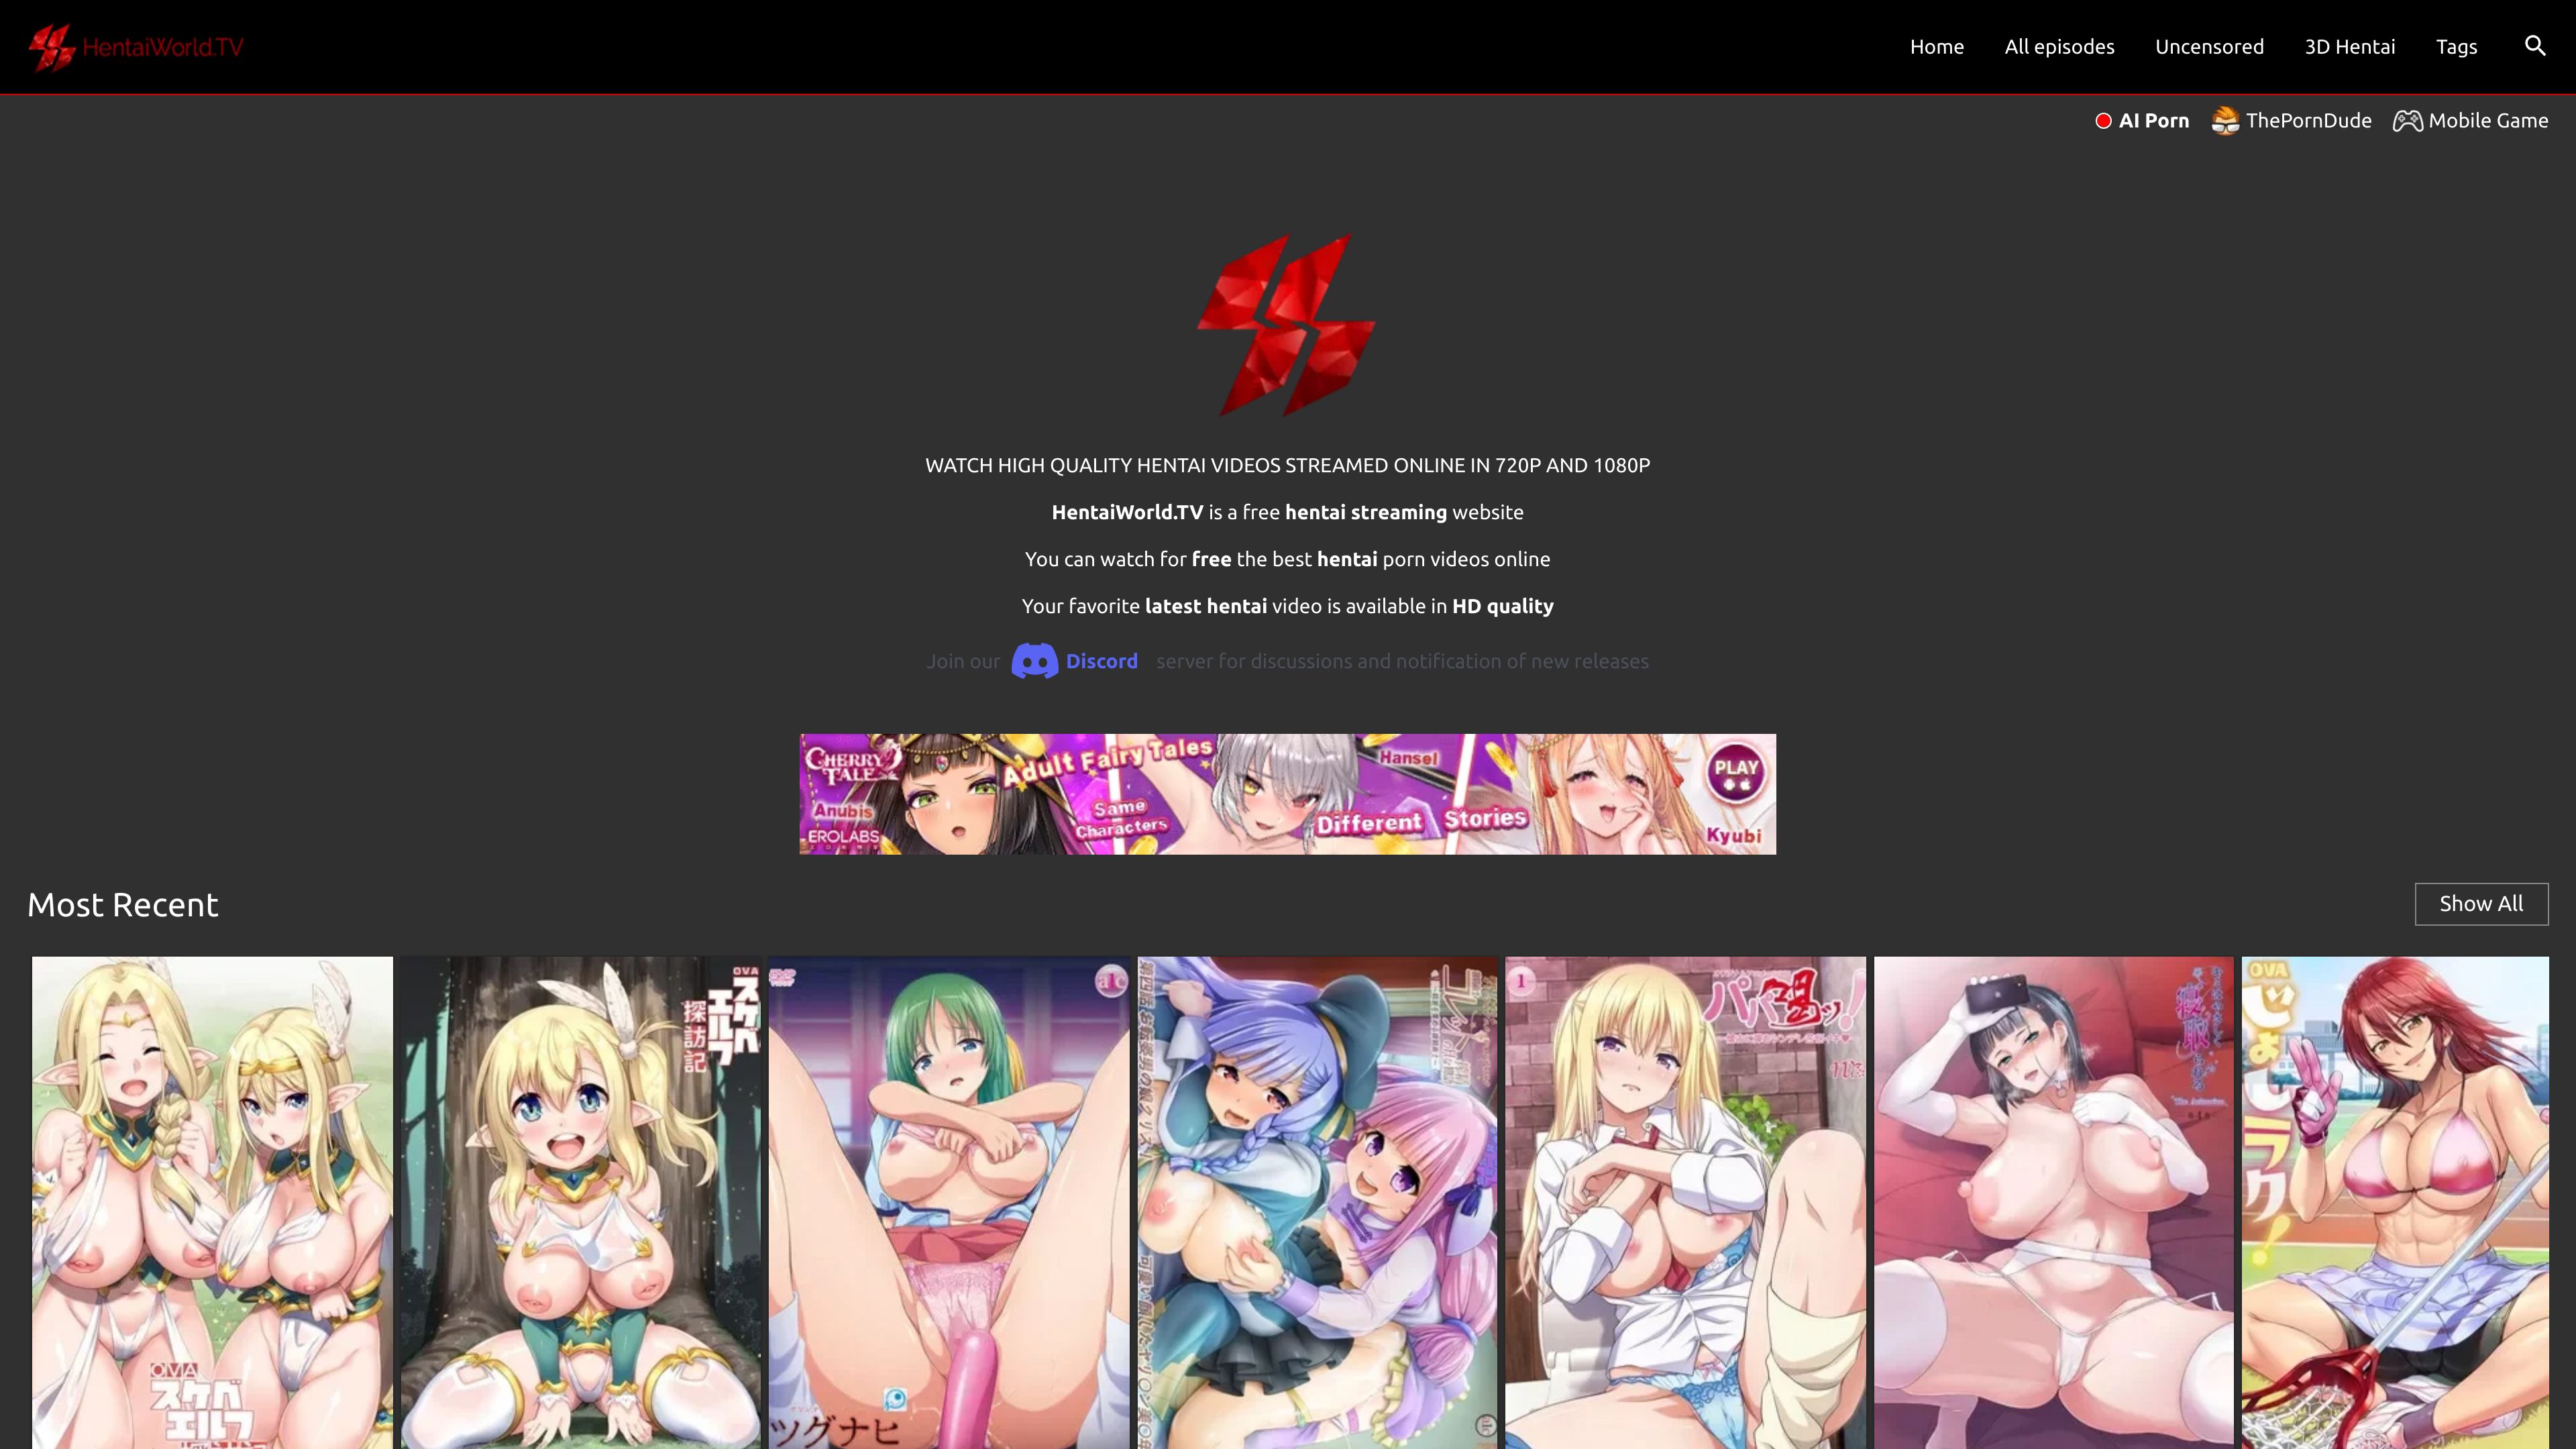 HentaiWorld.TV
Home
All episodes
Uncensored
3D Hentai
Tags
AI Porn
ThePornDude
Mobile Game
WATCH HIGH QUALITY HENTAI VIDEOS STREAMED ONLINE IN 720P AND 1080P
HentaiWorld.TV is a free hentai streaming website
You can watch for free the best hentai porn videos online
Your favorite latest hentai video is available in HD quality
Join our Discord server for discussions and notification of new releases
CHERRY
TALE
Anubis
EROLABS
Adult Fairy Tales
Same
Characters
Hansel
Different Stories
PLAY
Kyubi
Most Recent
Show All
OVA
スケベ
エルフ
OVA
スケベ
エルフ
探訪記
a1c
ツグナヒ
1
パパ活ッ!
OVA
じょしラク!